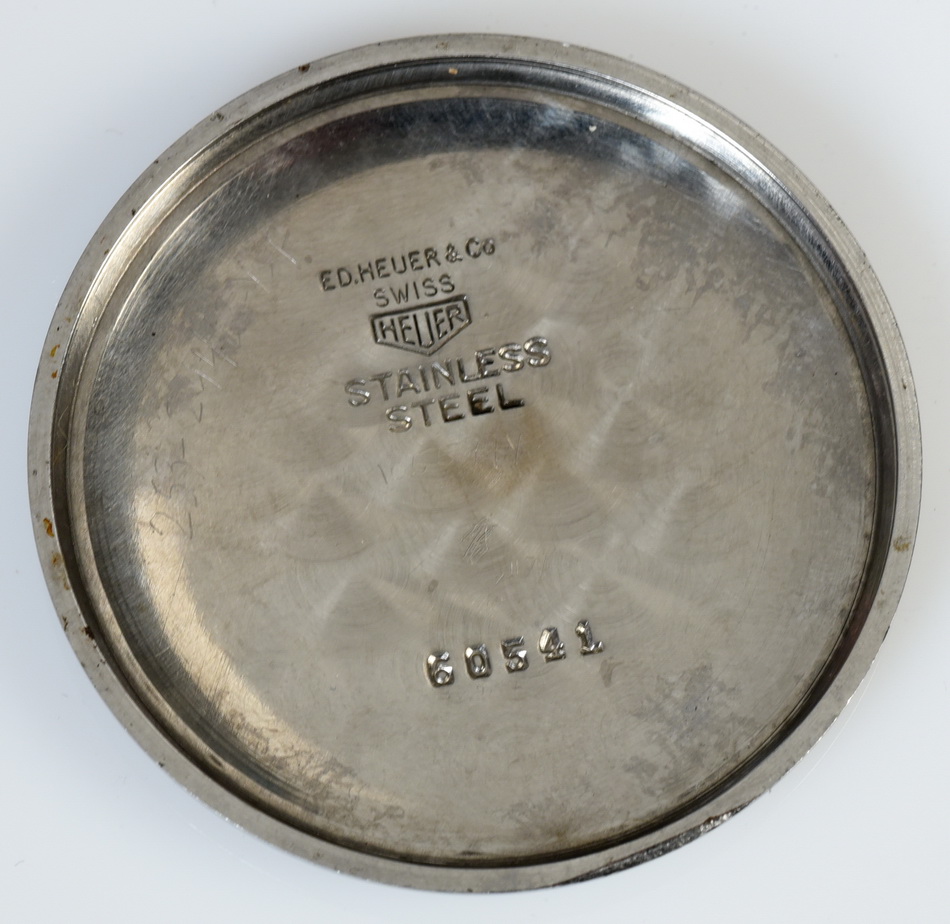 ED. HEUER & Co
SWISS
HEUER
STAINLESS
STEEL
60541